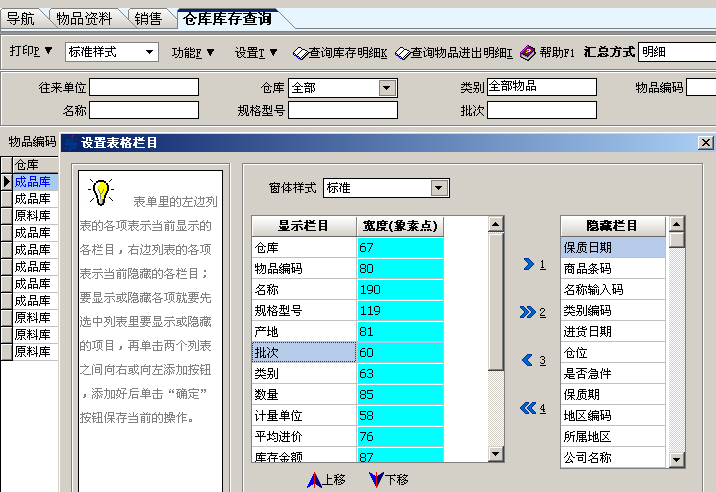 导航 物品资料 销售 仓库库存查询
打印P ▼ 标准样式 功能F ▼ 设置T ▼ 查询库存明细K 查询物品进出明细I 帮助F1 汇总方式 明细
往来单位 仓库 全部 类别 全部物品 物品编码
名称 规格型号 批次
物品编码 设置表格栏目
仓库
成品库
成品库
原料库
成品库
成品库
成品库
成品库
成品库
原料库
原料库
原料库
表单里的左边列
表的各项表示当前显示的
各栏目，右边列表的各项
表示当前隐藏的各栏目；
要显示或隐藏各项就要先
选中列表里要显示或隐藏
的项目，再单击两个列表
之间向右或向左添加按钮
，添加好后单击“确定”
按钮保存当前的操作。
窗体样式 标准
显示栏目 宽度(象素点)
仓库 67
物品编码 80
名称 190
规格型号 119
产地 81
批次 60
类别 63
数量 85
计量单位 58
平均进价 76
库存金额 87
上移 下移
1
2
3
4
隐藏栏目
保质日期
商品条码
名称输入码
类别编码
进货日期
仓位
是否急件
保质期
地区编码
所属地区
公司名称